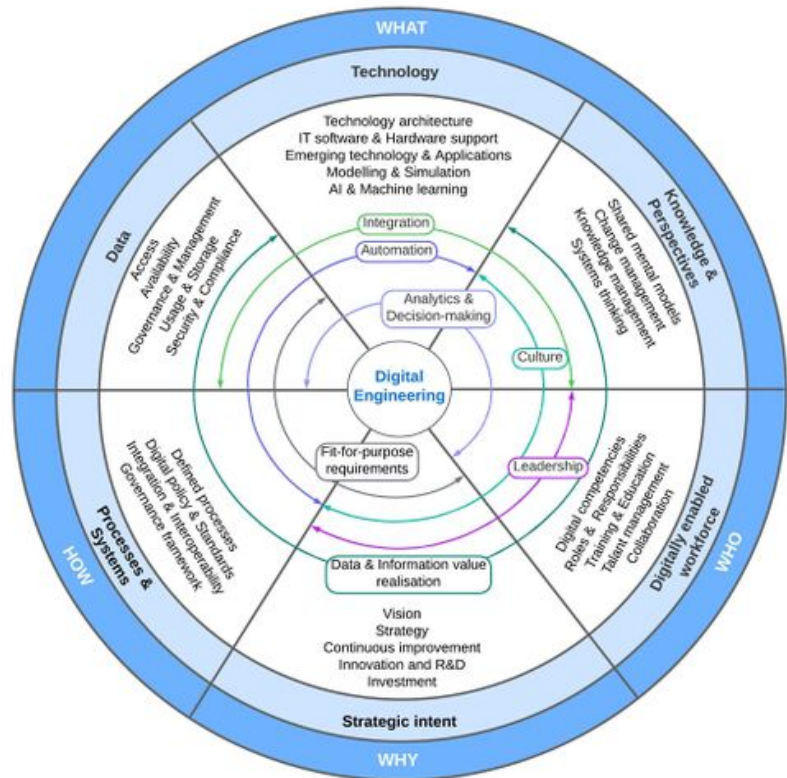 WHAT
Technology
Technology architecture
IT software & Hardware support
Emerging technology & Applications
Modelling & Simulation
AI & Machine learning
Knowledge &
Perspectives
Shared mental models
Change management
Knowledge management
Systems thinking
Data
Access
Availability
Governance & Management
Usage & Storage
Security & Compliance
Integration
Automation
Analytics &
Decision-making
Culture
Digital
Engineering
Fit-for-purpose
requirements
Leadership
Data & Information value
realisation
WHO
Digitally enabled
workforce
Digital competencies
Roles & Responsibilities
Training & Education
Talant management
Collaboration
HOW
Processes &
Systems
Defined processes
Digital policy & Standards
Integration & Interoperability
Governance framework
Vision
Strategy
Continuous improvement
Innovation and R&D
Investment
Strategic intent
WHY